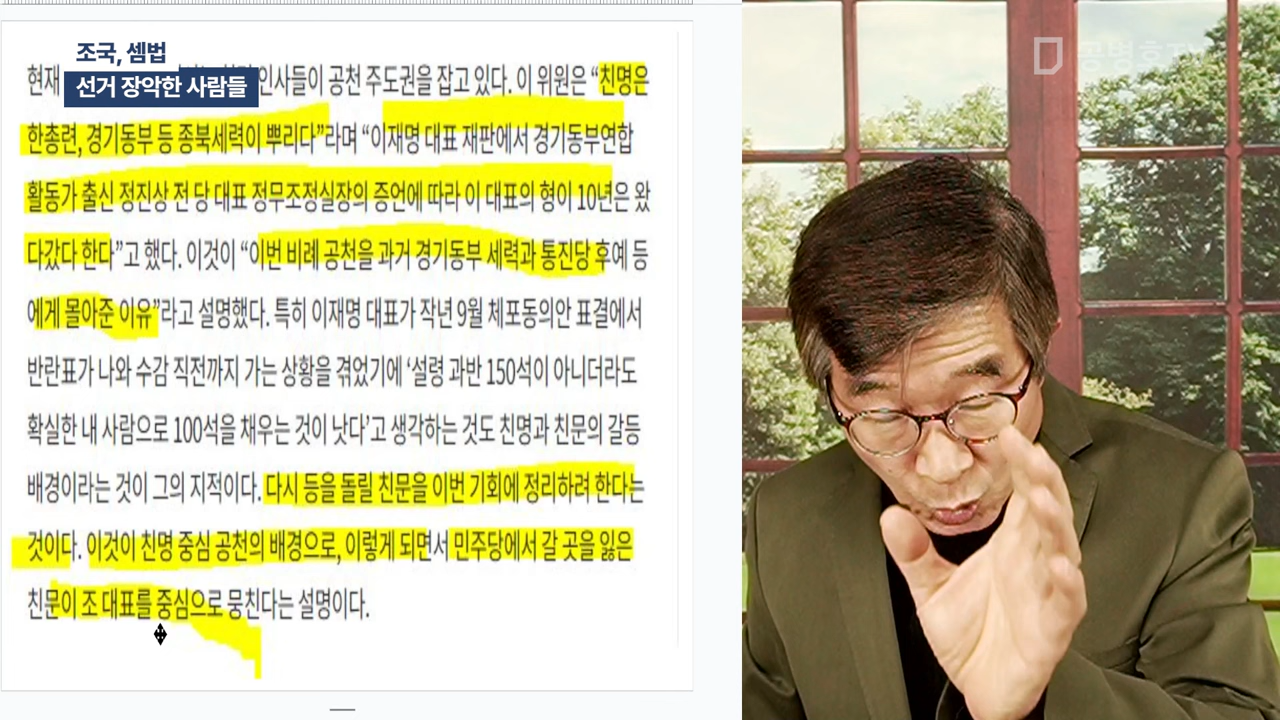 조국, 셈법
선거 장악한 사람들
현재 인사들이 공천 주도권을 잡고 있다. 이 위원은 “친명은
한총련, 경기동부 등 종북세력이 뿌리다”라며 “이재명 대표 재판에서 경기동부연합
활동가 출신 정진상 전 당 대표 정무조정실장의 증언에 따라 이 대표의 형이 10년은 왔
다갔다 한다”고 했다. 이것이 “이번 비례 공천을 과거 경기동부 세력과 통진당 후예 등
에게 몰아준 이유”라고 설명했다. 특히 이재명 대표가 작년 9월 체포동의안 표결에서
반란표가 나와 수감 직전까지 가는 상황을 겪었기에 ‘설령 과반 150석이 아니더라도
확실한 내 사람으로 100석을 채우는 것이 낫다’고 생각하는 것도 친명과 친문의 갈등
배경이라는 것이 그의 지적이다. 다시 등을 돌릴 친문을 이번 기회에 정리하려 한다는
것이다. 이것이 친명 중심 공천의 배경으로, 이렇게 되면서 민주당에서 갈 곳을 잃은
친문이 조 대표를 중심으로 뭉친다는 설명이다.
공병호TV